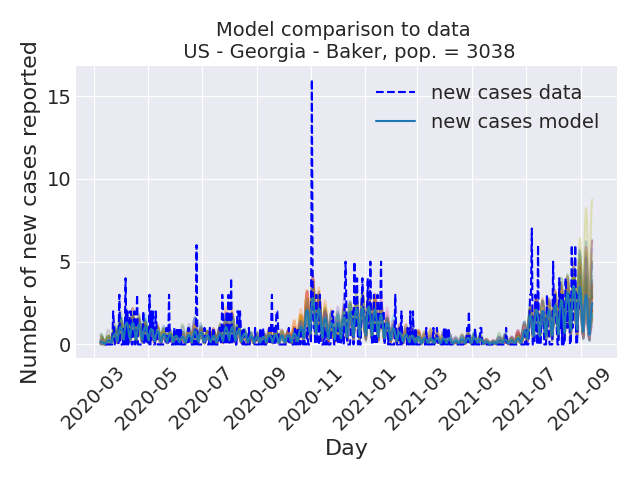 Model comparison to data
US - Georgia - Baker, pop. = 3038
Number of new cases reported
15
10
5
0
new cases data
new cases model
2020-03
2020-05
2020-07
2020-09
2020-11
2021-01
2021-03
2021-05
2021-07
2021-09
Day